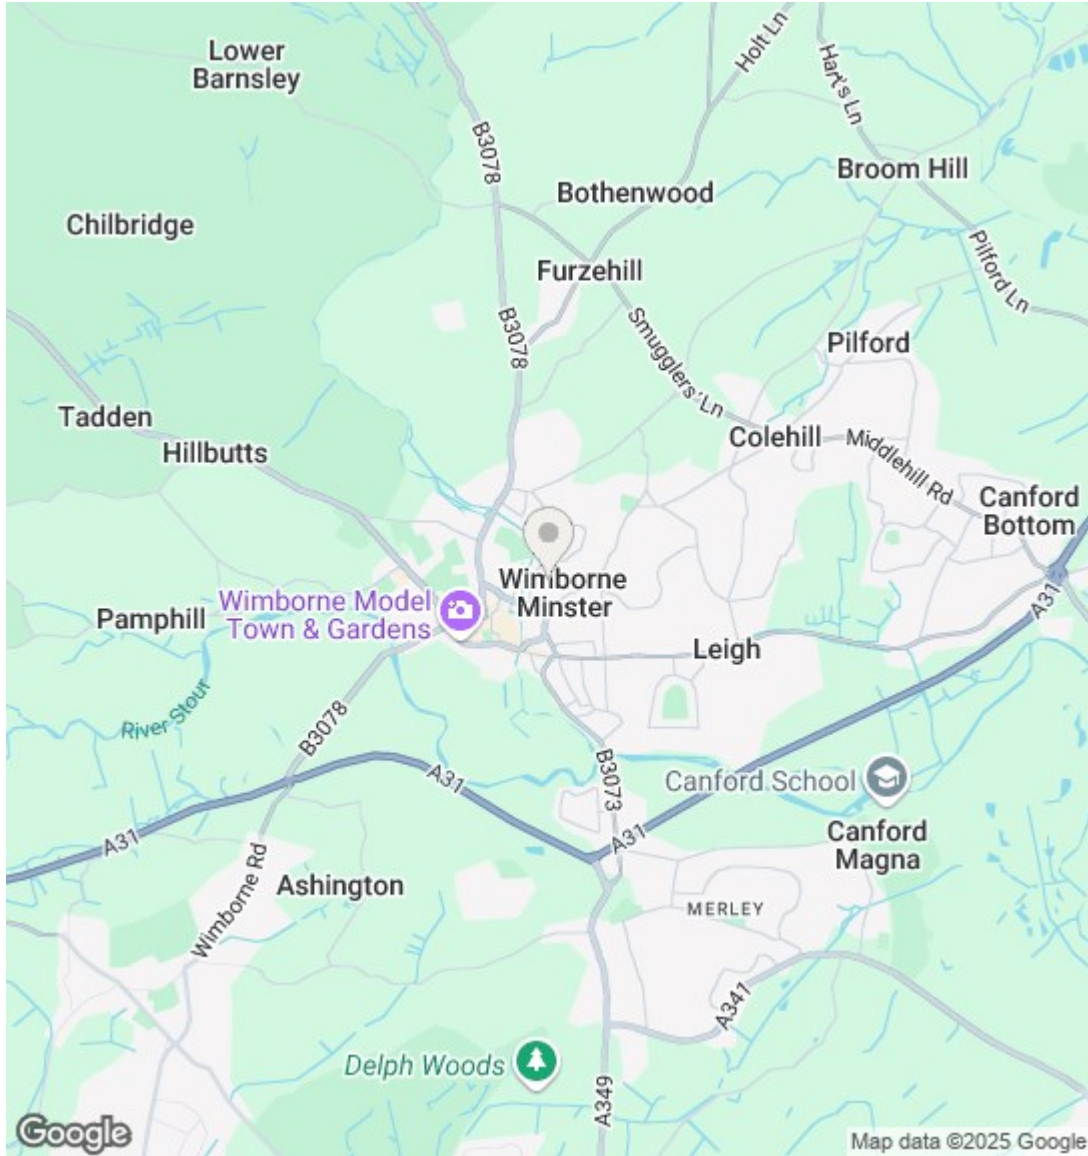 Lower
Barnsley
Holt Ln
Hart's Ln
B3078
Broom Hill
Bothenwood
Chilbridge
Furzehill
Pilford Ln
B3078
Smugglers' Ln
Pilford
Tadden
Hillbutts
Colehill
Middlehill Rd
Canford
Bottom
Wimborne
Minster
Wimborne Model
Town & Gardens
Pamphill
A31
Leigh
River Stour
B3078
A31
B3073
Canford School
A31
A31
Canford
Magna
Wimborne Rd
Ashington
MERLEY
A341
Delph Woods
A349
Google
Map data ©2025 Google